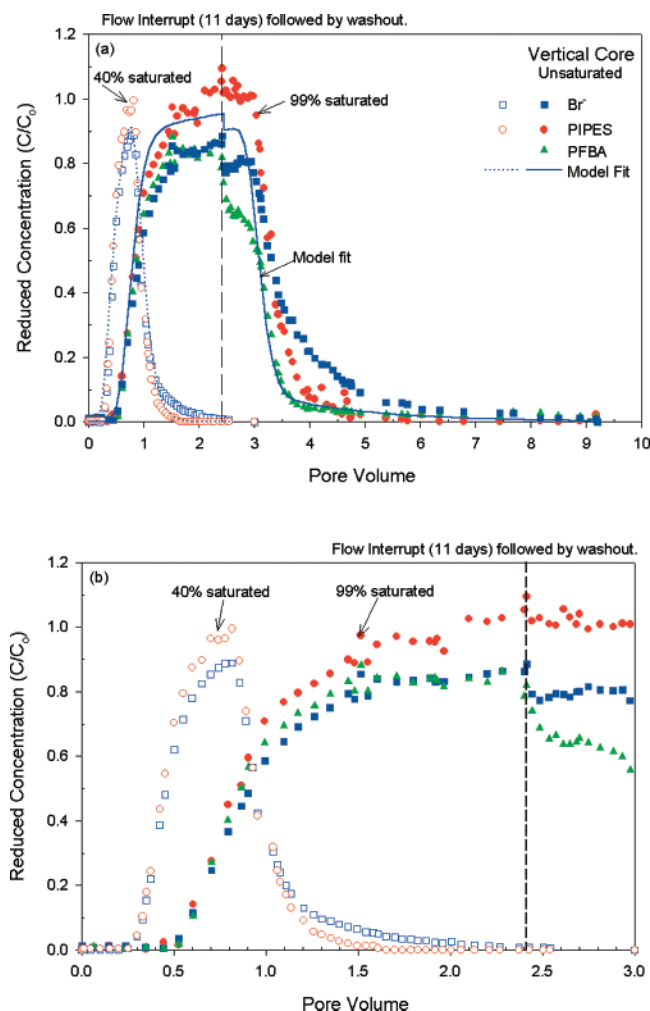 Flow Interrupt (11 days) followed by washout.
(a)
40% saturated
99% saturated
Vertical Core
Unsaturated
Br-
PIPES
PFBA
Model Fit
Model fit
Reduced Concentration (C/Co)
1.2
1.0
0.8
0.6
0.4
0.2
0.0
0 1 2 3 4 5 6 7 8 9 10
Pore Volume
Flow Interrupt (11 days) followed by washout.
(b)
40% saturated
99% saturated
Reduced Concentration (C/Co)
1.2
1.0
0.8
0.6
0.4
0.2
0.0
0.0 0.5 1.0 1.5 2.0 2.5 3.0
Pore Volume